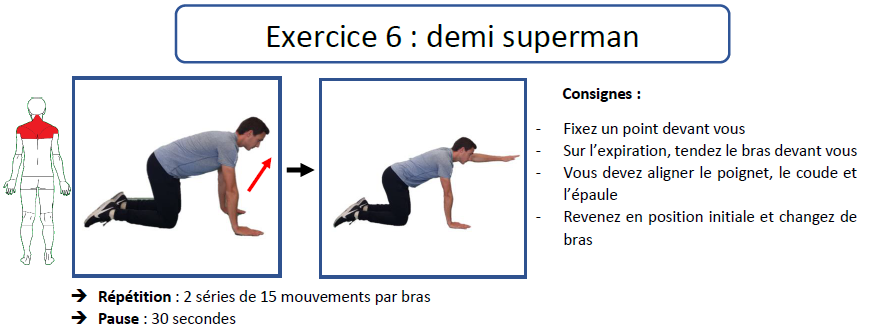 Exercice 6 : demi superman
Consignes :
- Fixez un point devant vous
- Sur l’expiration, tendez le bras devant vous
- Vous devez aligner le poignet, le coude et
l’épaule
- Revenez en position initiale et changez de
bras
➔ Répétition : 2 séries de 15 mouvements par bras
➔ Pause : 30 secondes